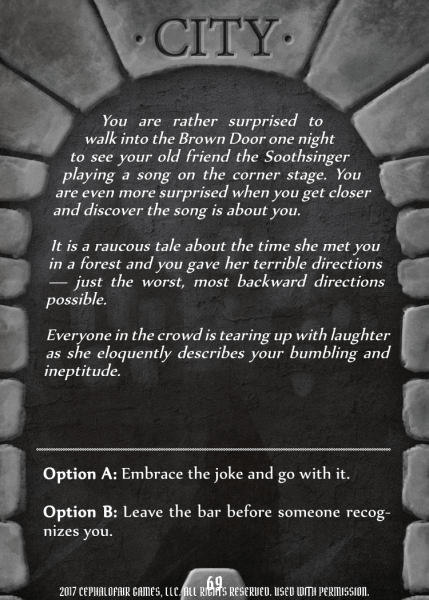 · CITY ·
You are rather surprised to
walk into the Brown Door one night
to see your old friend the Soothsinger
playing a song on the corner stage. You
are even more surprised when you get closer
and discover the song is about you.
It is a raucous tale about the time she met you
in a forest and you gave her terrible directions
— just the worst, most backward directions
possible.
Everyone in the crowd is tearing up with laughter
as she eloquently describes your bumbling and
ineptitude.
Option A: Embrace the joke and go with it.
Option B: Leave the bar before someone recog-
nizes you.
69
2017 CEPHALOFAIR GAMES, LLC. ALL RIGHTS RESERVED. USED WITH PERMISSION.